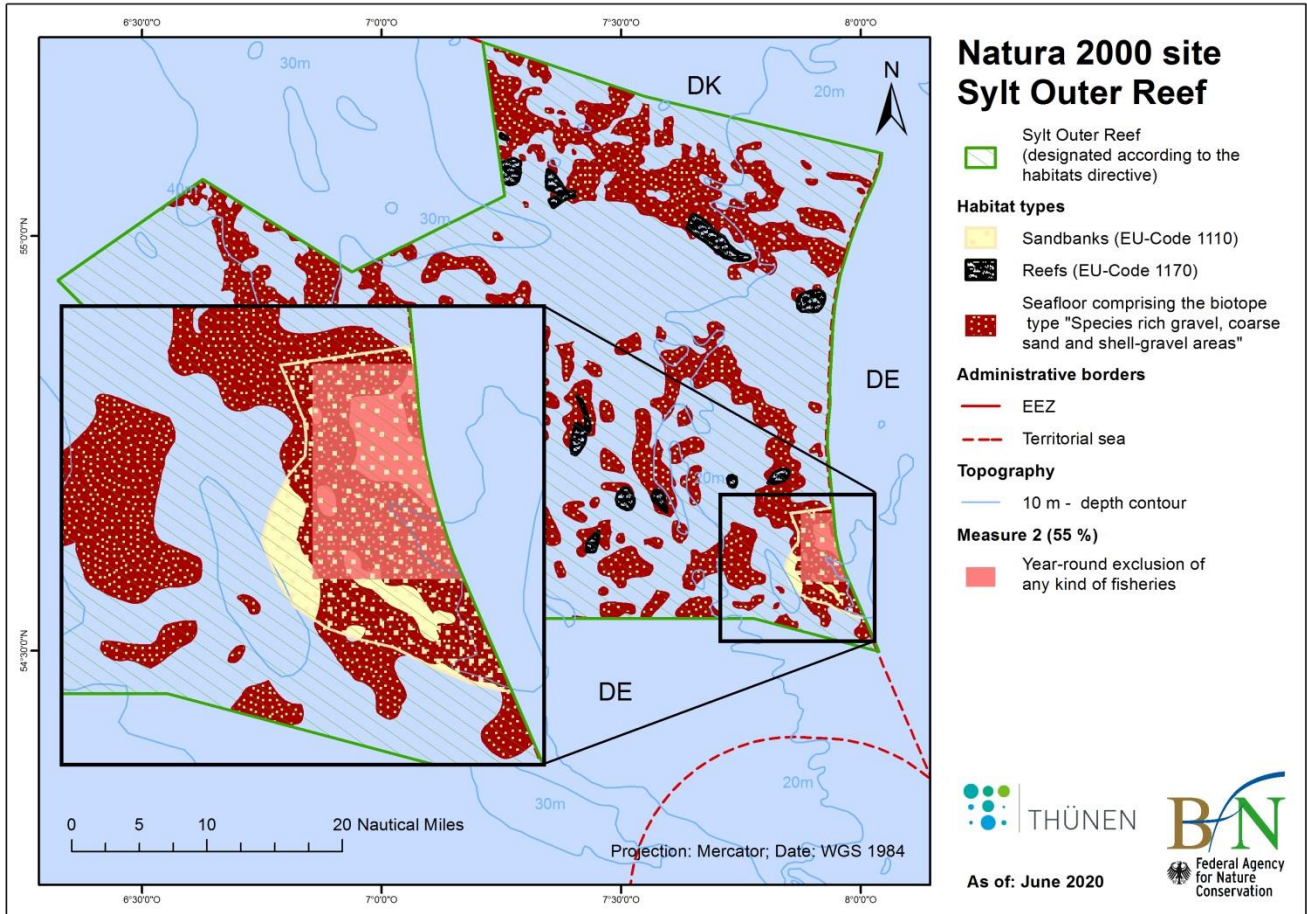 6°30'0"O
7°0'0"O
7°30'0"O
8°0'0"O
30m
DK
N
20m
40m
30m
55°0'0"N
DE
20m
54°30'0"N
DE
30m
20m
0 5 10 20 Nautical Miles
Projection: Mercator; Date: WGS 1984
6°30'0"O
7°0'0"O
7°30'0"O
8°0'0"O
Natura 2000 site
Sylt Outer Reef
Sylt Outer Reef
(designated according to the
habitats directive)
Habitat types
Sandbanks (EU-Code 1110)
Reefs (EU-Code 1170)
Seafloor comprising the biotope
type "Species rich gravel, coarse
sand and shell-gravel areas"
Administrative borders
EEZ
Territorial sea
Topography
10 m - depth contour
Measure 2 (55 %)
Year-round exclusion of
any kind of fisheries
THÜNEN
BfN
Federal Agency
for Nature
Conservation
As of: June 2020